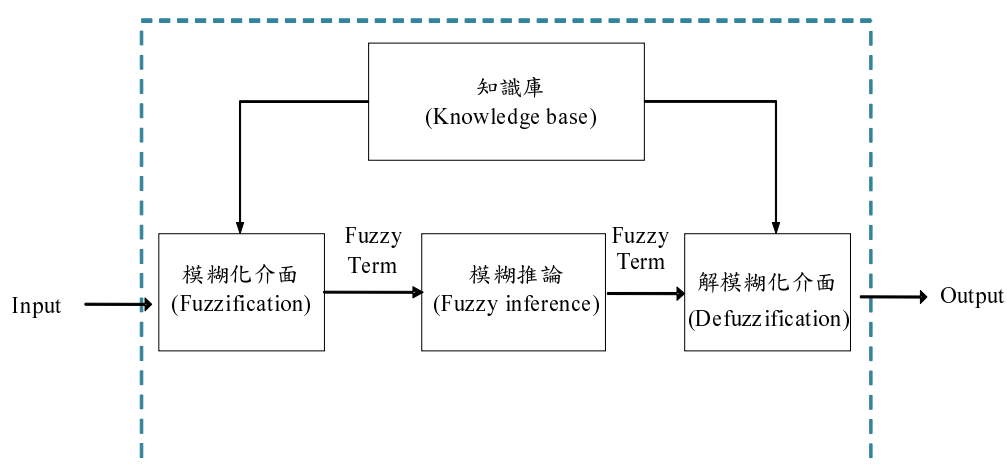 知識庫
(Knowledge base)
Fuzzy
Term
Fuzzy
Term
Input
模糊化介面
(Fuzzification)
模糊推論
(Fuzzy inference)
解模糊化介面
(Defuzzification)
Output